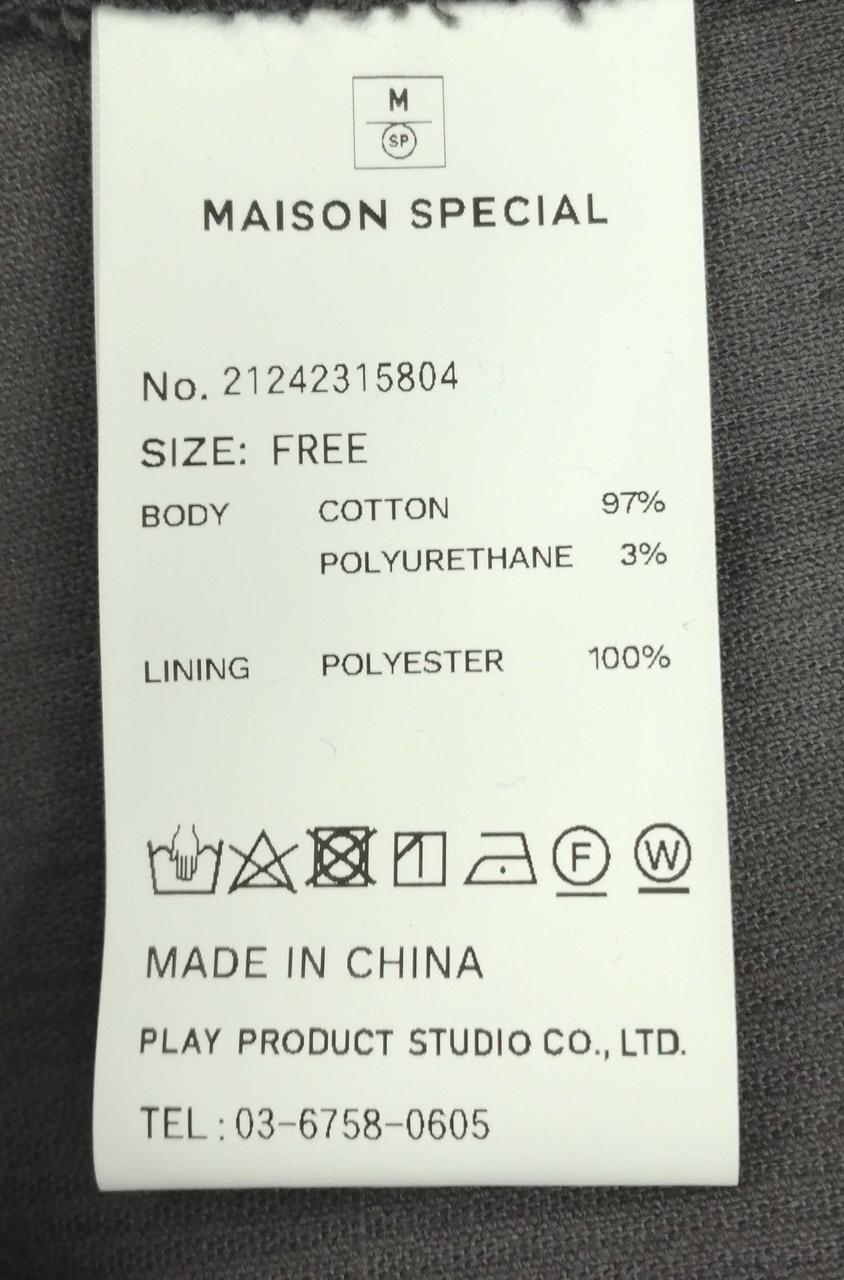 M
SP
MAISON SPECIAL
No. 21242315804
SIZE: FREE
BODY COTTON 97%
POLYURETHANE 3%
LINING POLYESTER 100%
F W
MADE IN CHINA
PLAY PRODUCT STUDIO CO., LTD.
TEL : 03-6758-0605